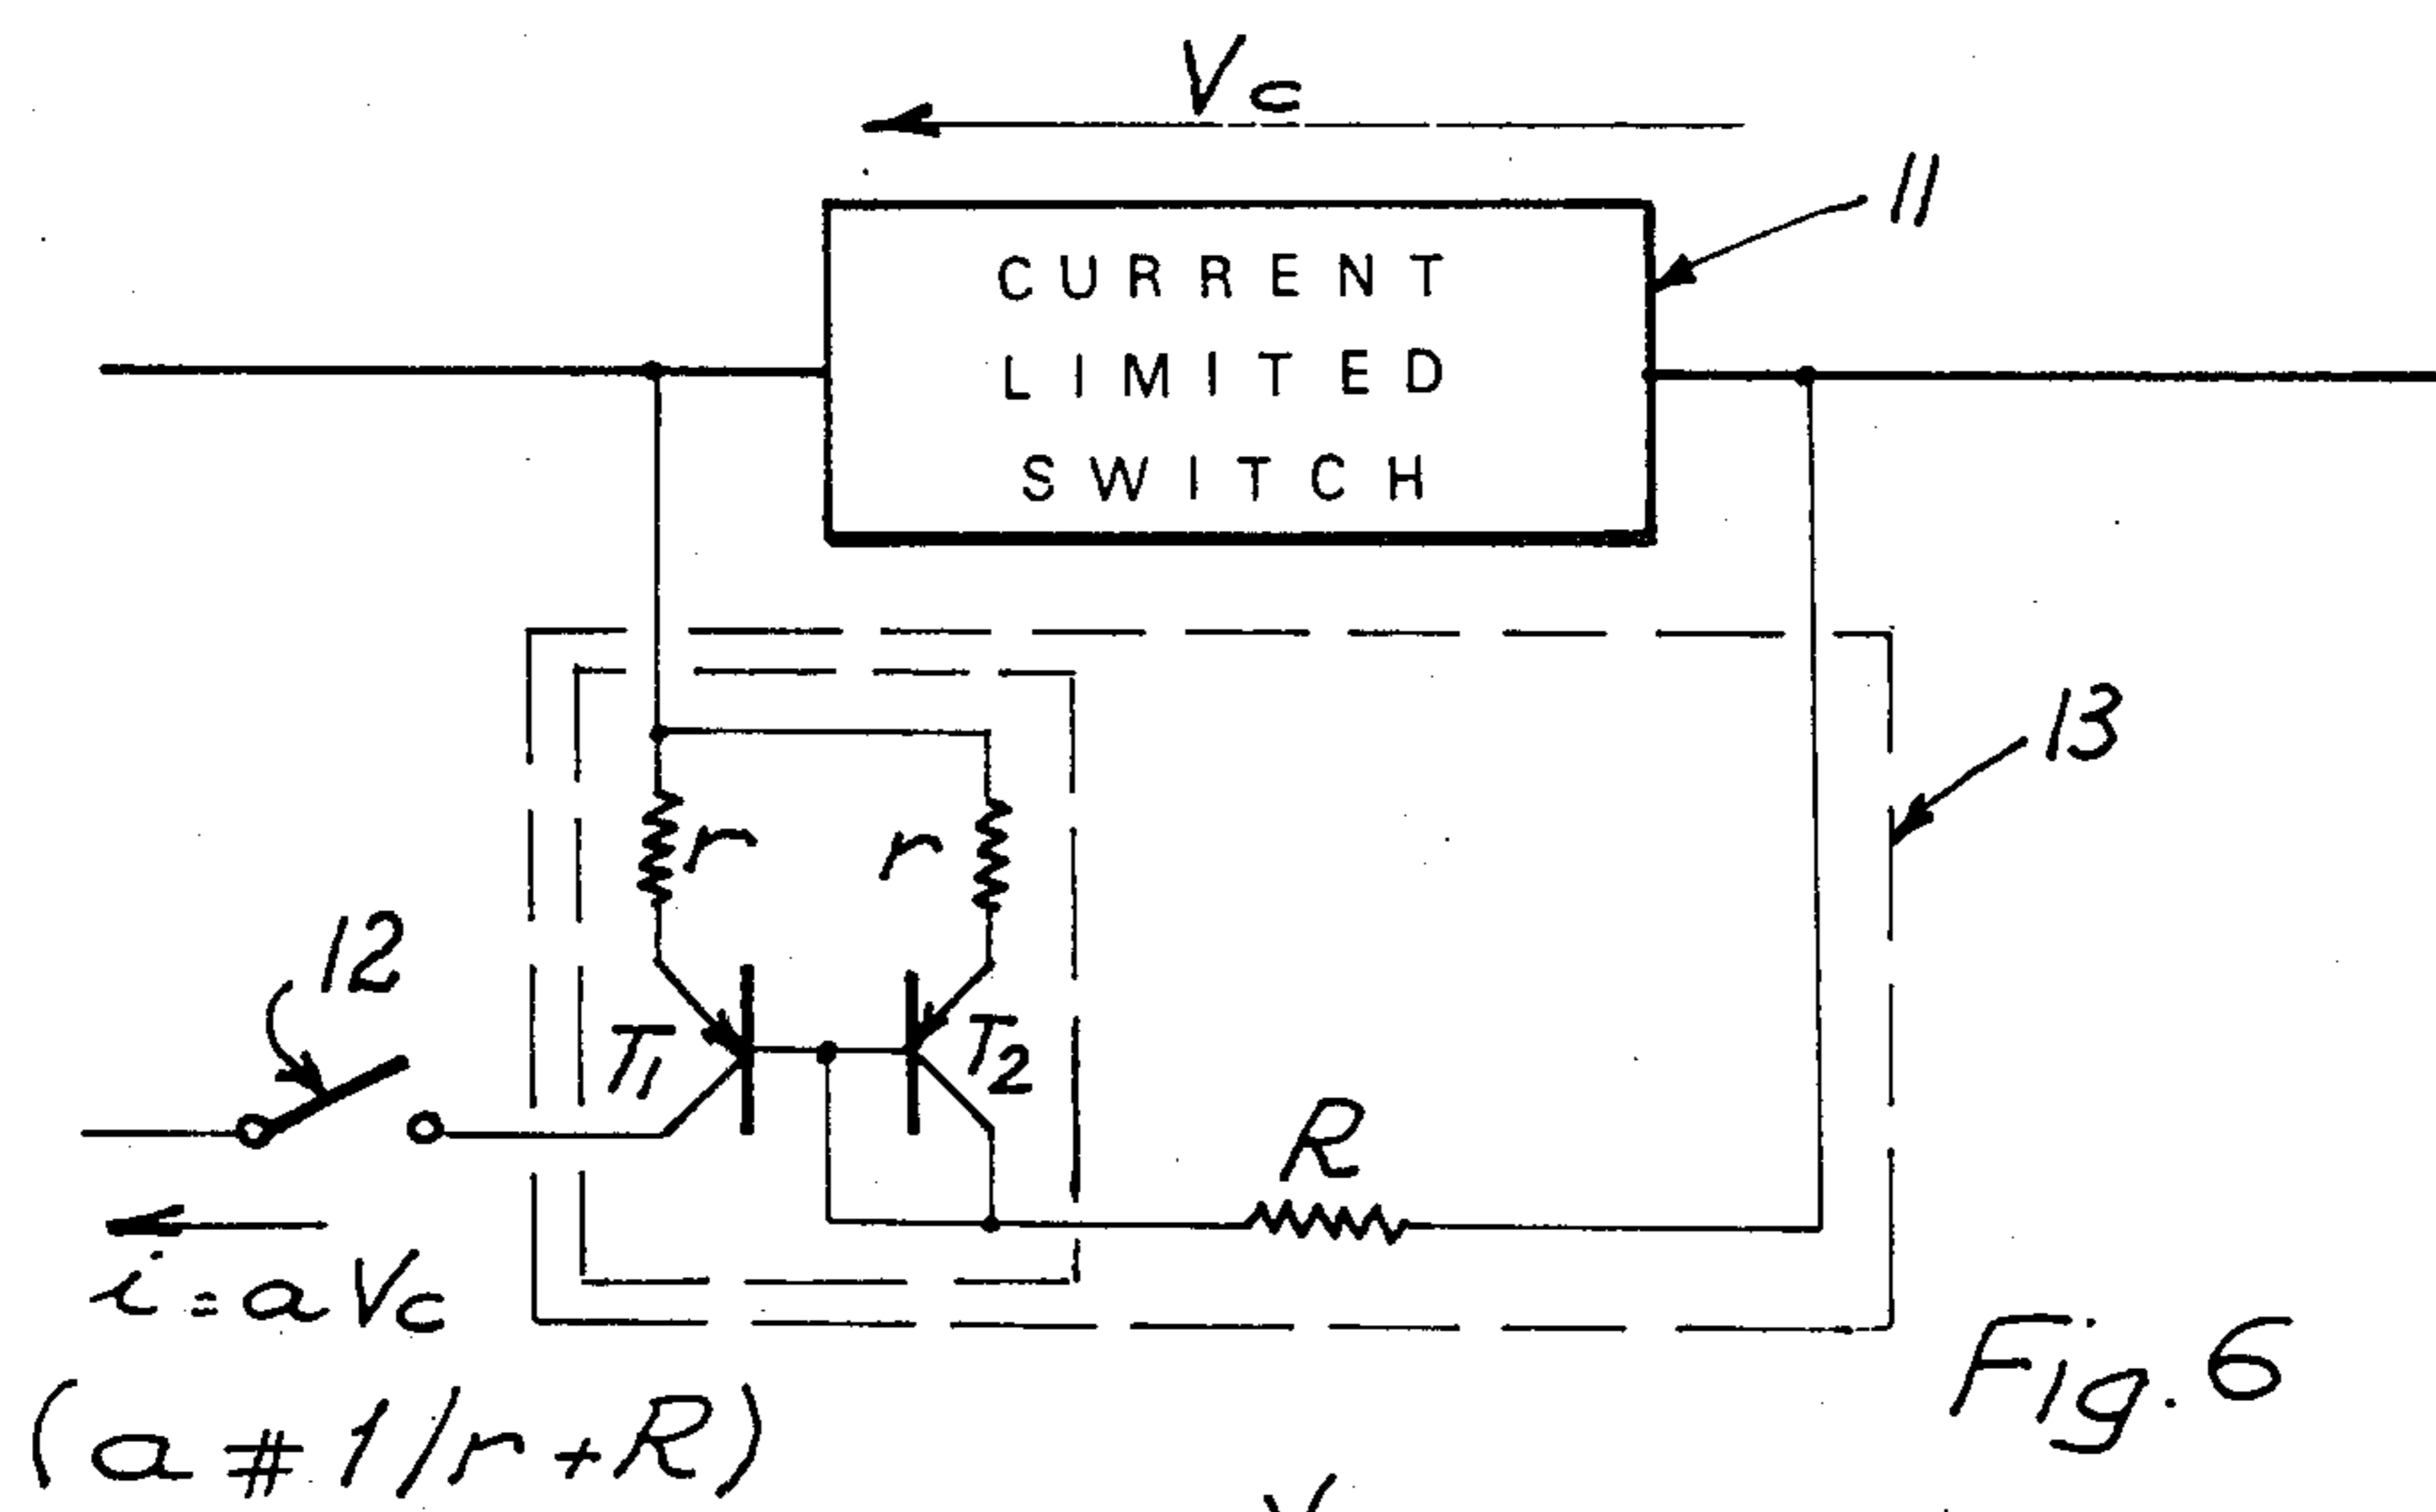 Vc
11
CURRENT
LIMITED
SWITCH
13
r
r
12
T1
T2
R
i=aVc
(a # 1/r+R)
Fig. 6
V